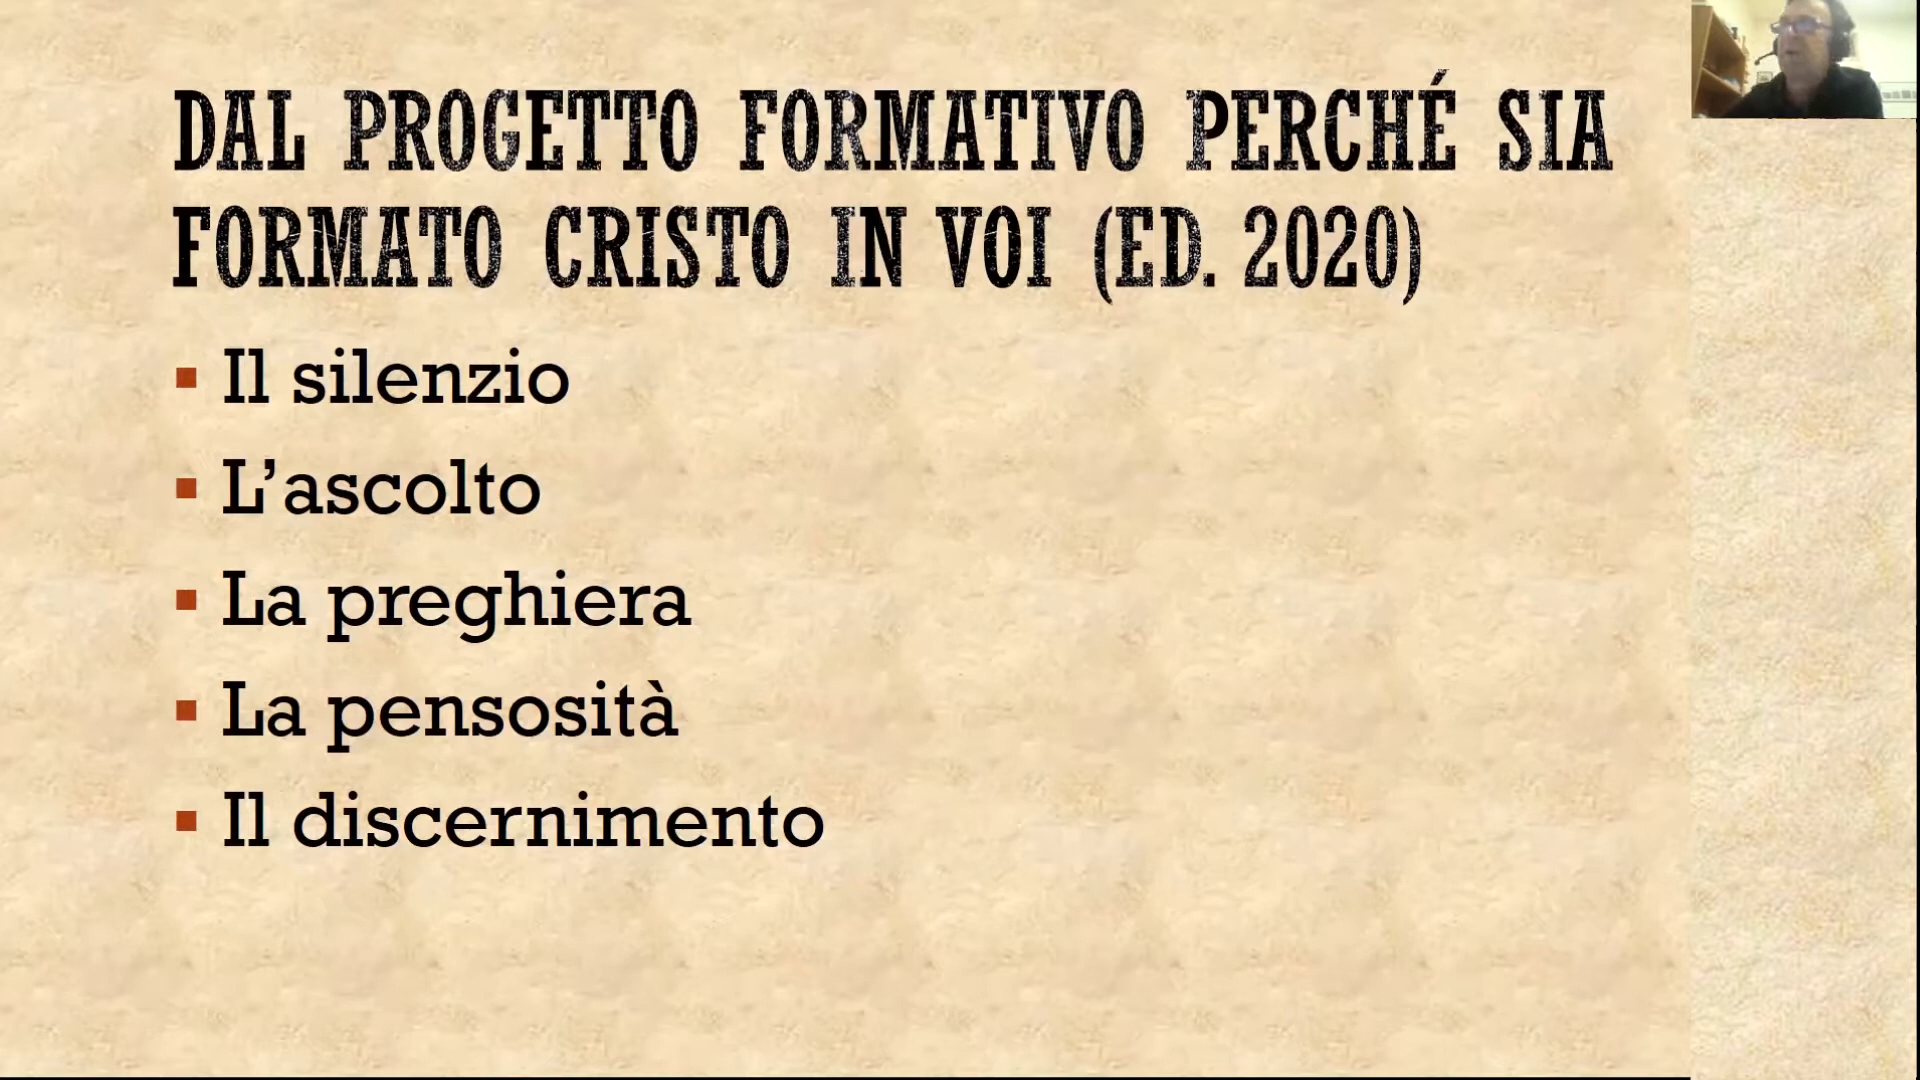 DAL PROGETTO FORMATIVO PERCHÉ SIA
FORMATO CRISTO IN VOI (ED. 2020)
Il silenzio
L’ascolto
La preghiera
La pensosità
Il discernimento